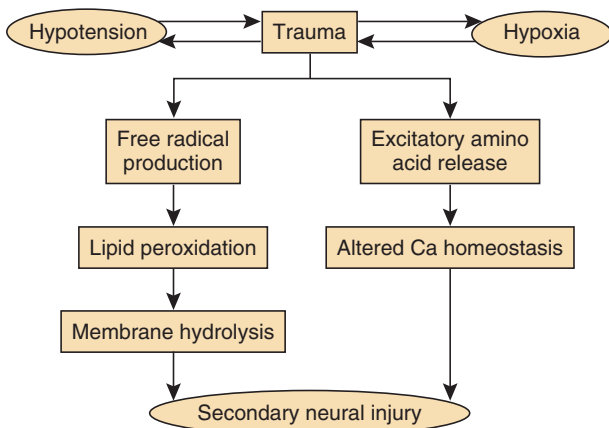 Hypotension
Trauma
Hypoxia
Free radical
production
Excitatory amino
acid release
Lipid peroxidation
Altered Ca homeostasis
Membrane hydrolysis
Secondary neural injury